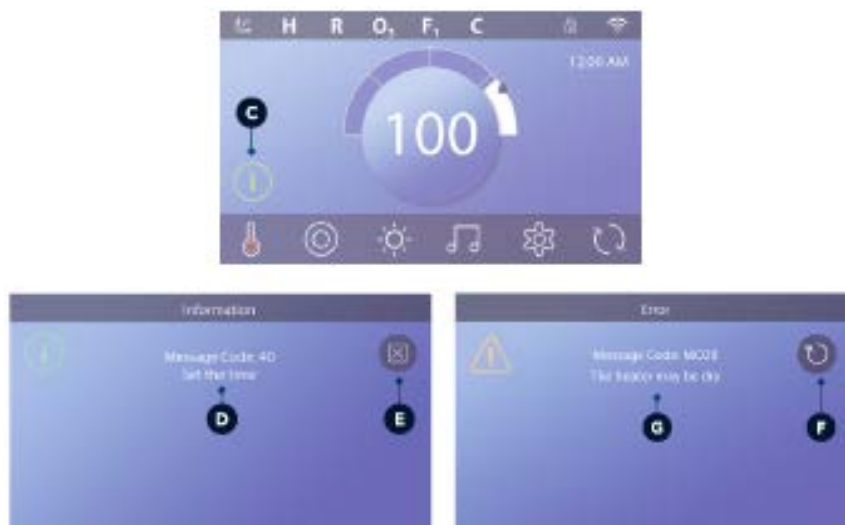 H R O₁ F₁ C
12:00 AM
C
100
Information
Message Code: 40
Set the time
D
E
Error
Message Code: M028
The heater may be dry
G
F